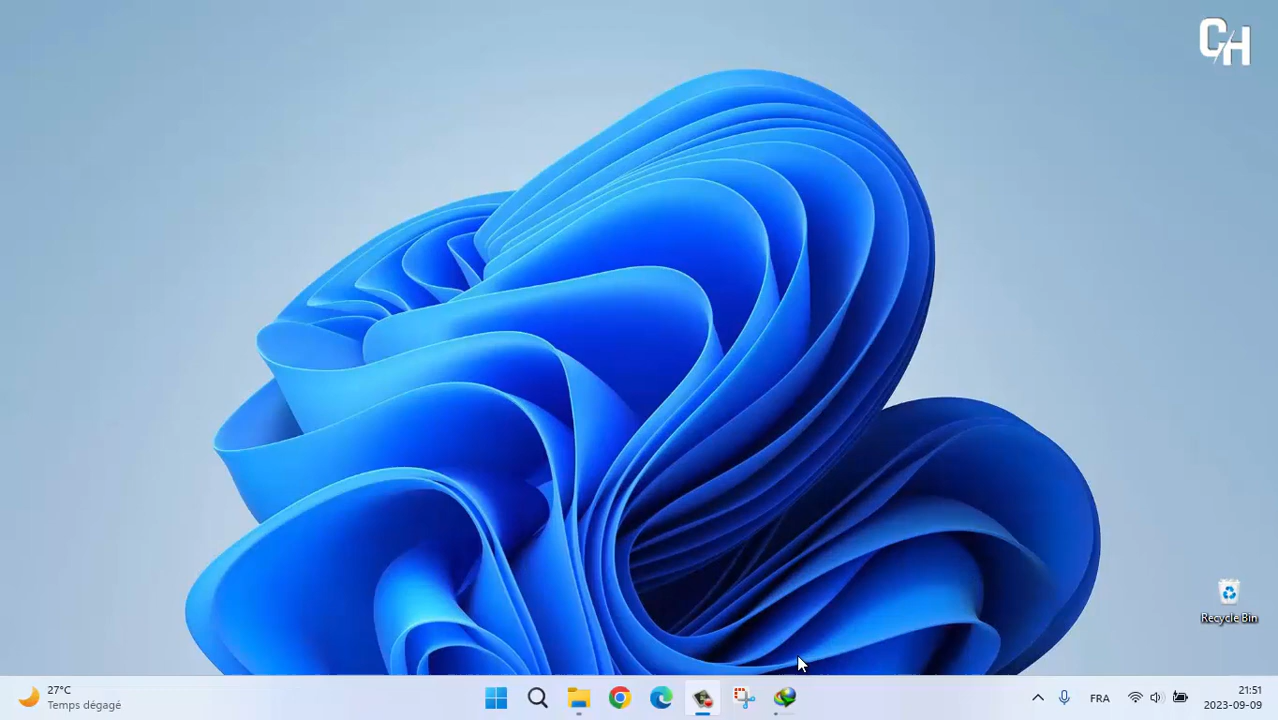 CH
Recycle Bin
27°C
Temps dégagé
FRA
21:51
2023-09-09